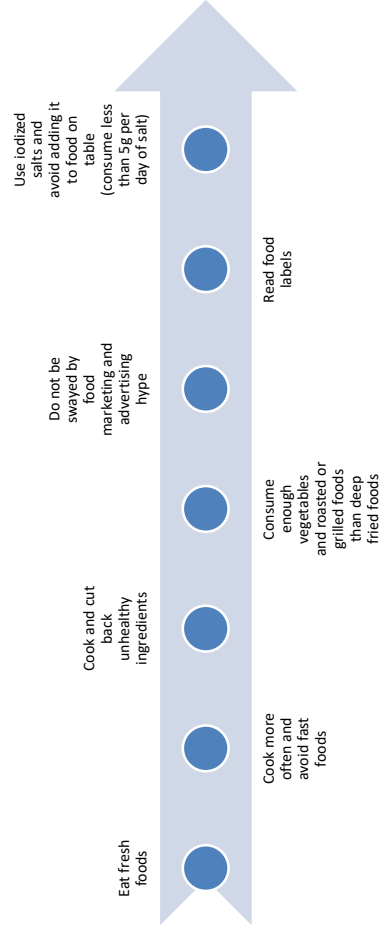 Eat fresh
foods
Cook more
often and
avoid fast
foods
Cook and cut
back
unhealthy
ingredients
Consume
enough
vegetables
and roasted or
grilled foods
than deep
fried foods
Do not be
swayed by
food
marketing and
advertising
hype
Read food
labels
Use iodized
salts and
avoid adding it
to food on
table
(consume less
than 5g per
day of salt)